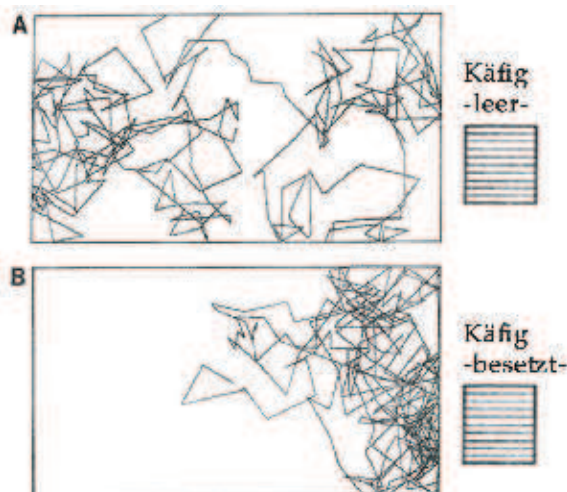 A
Käfig
-leer-
B
Käfig
-besetzt-